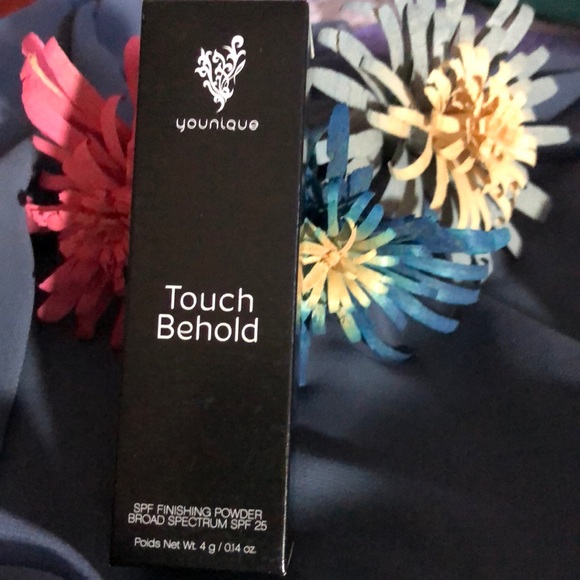 younique
Touch
Behold
SPF FINISHING POWDER
BROAD SPECTRUM SPF 25
Poids Net Wt. 4 g / 0.14 oz.